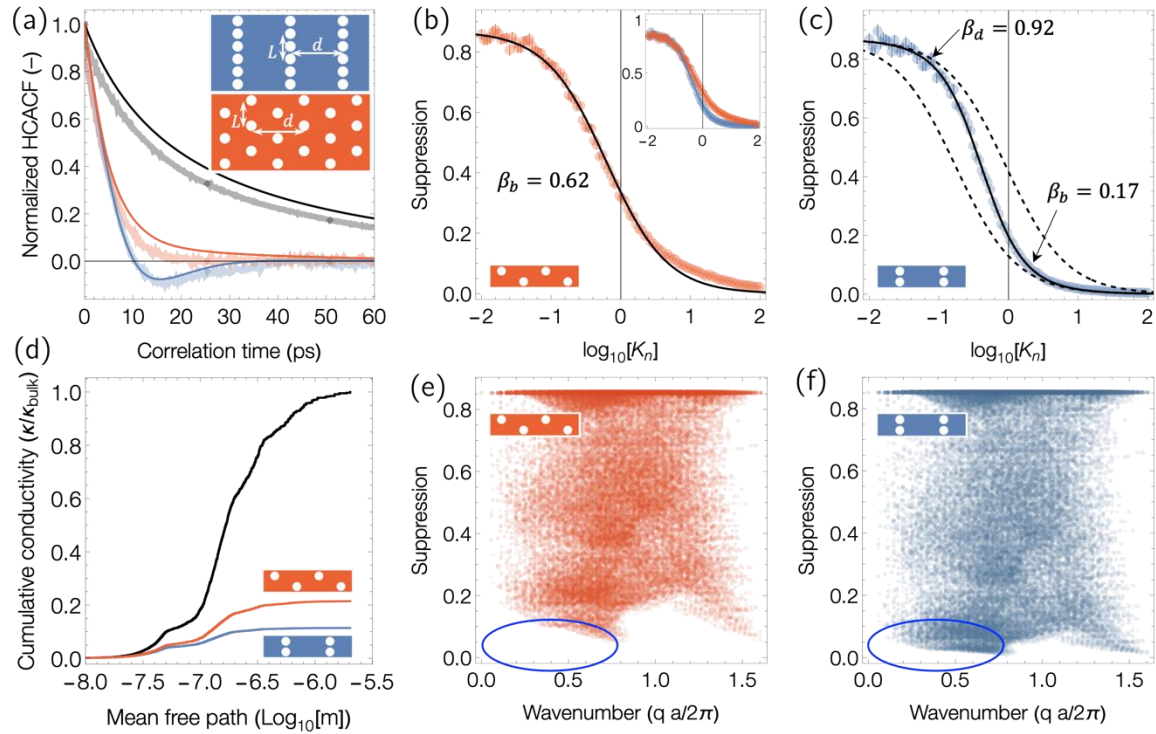 (a)
Normalized HCACF (–)
1.0
0.8
0.6
0.4
0.2
0.0
L
d
L
d
0 10 20 30 40 50 60
Correlation time (ps)
(b)
Suppression
0.8
0.6
0.4
0.2
0.0
β_b = 0.62
1
0.5
0
−2 −1 0 1 2
−2 −1 0 1 2
log₁₀[K_n]
(c)
Suppression
0.8
0.6
0.4
0.2
0.0
β_d = 0.92
β_b = 0.17
−2 −1 0 1 2
log₁₀[K_n]
(d)
Cumulative conductivity (κ/κ_bulk)
1.0
0.8
0.6
0.4
0.2
0.0
−8.0 −7.5 −7.0 −6.5 −6.0 −5.5
Mean free path (Log₁₀[m])
(e)
Suppression
0.8
0.6
0.4
0.2
0.0
0.0 0.5 1.0 1.5
Wavenumber (q a/2π)
(f)
Suppression
0.8
0.6
0.4
0.2
0.0
0.0 0.5 1.0 1.5
Wavenumber (q a/2π)